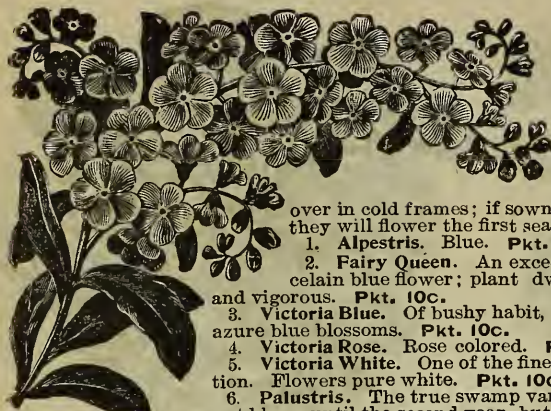 over in cold frames; if sown
they will flower the first sea
1. Alpestris. Blue. Pkt.
2. Fairy Queen. An exce
celain blue flower; plant dw
and vigorous. Pkt. 10c.
3. Victoria Blue. Of bushy habit,
azure blue blossoms. Pkt. 10c.
4. Victoria Rose. Rose colored. P
5. Victoria White. One of the fine
tion. Flowers pure white. Pkt. 10c
6. Palustris. The true swamp var